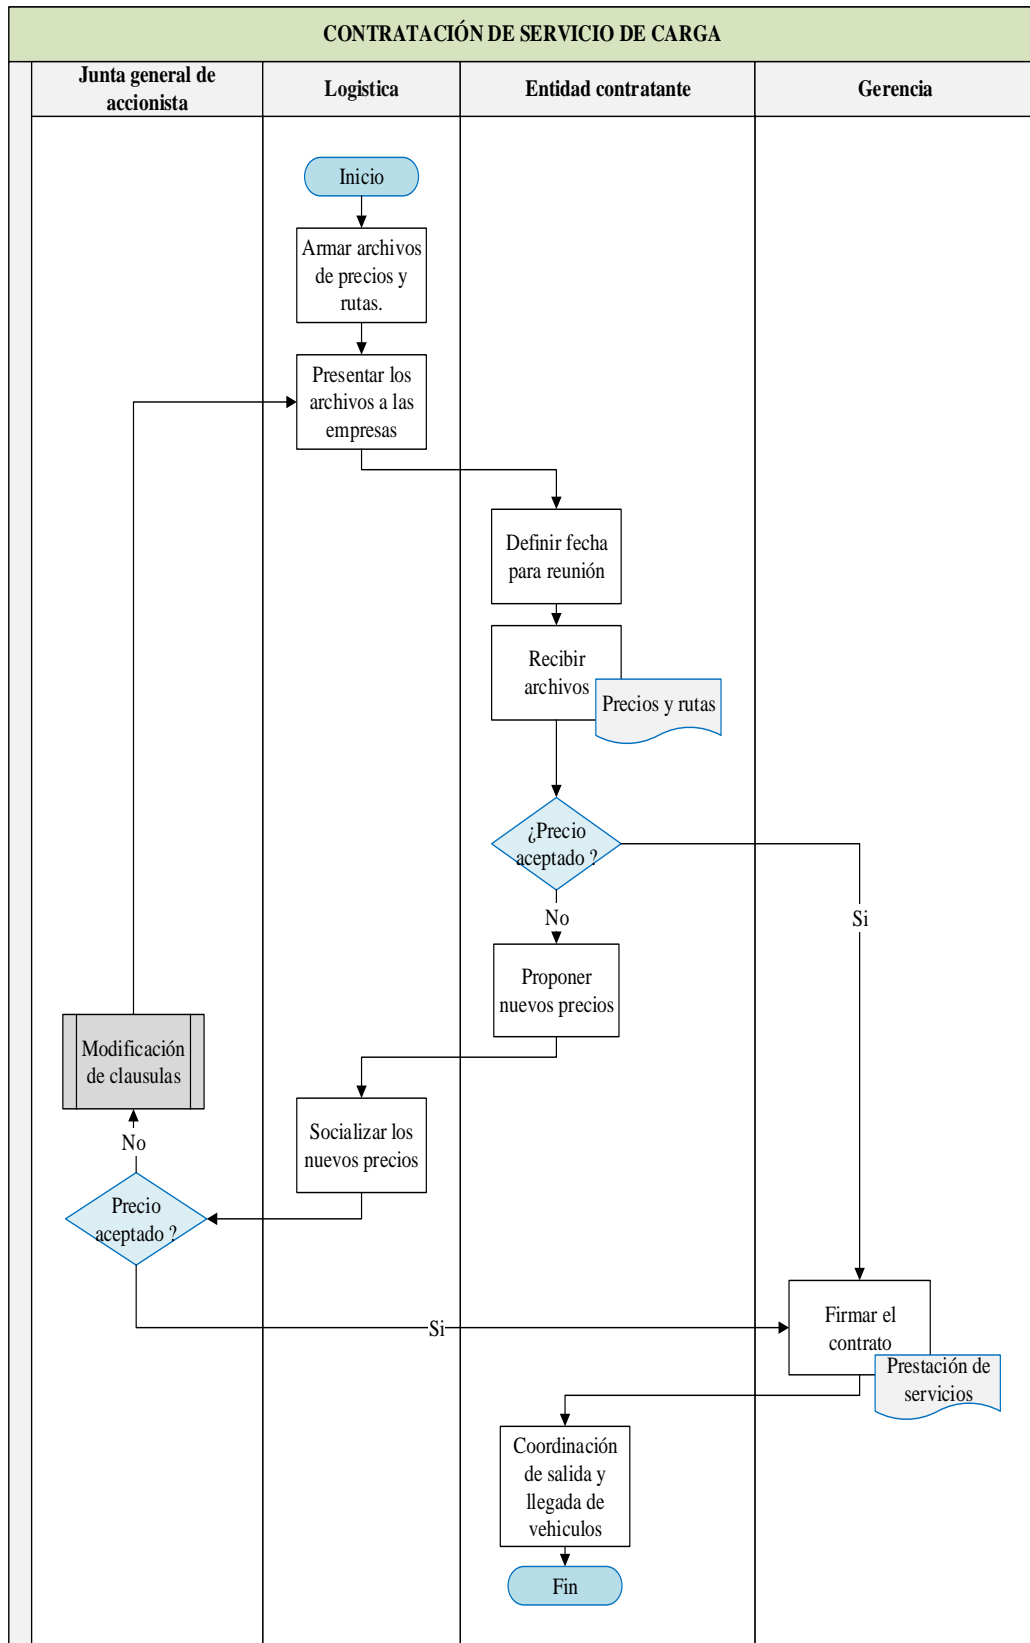 CONTRATACIÓN DE SERVICIO DE CARGA
Junta general de
accionista
Logistica
Entidad contratante
Gerencia
Inicio
Armar archivos
de precios y
rutas.
Presentar los
archivos a las
empresas
Definir fecha
para reunión
Recibir
archivos
Precios y rutas
¿Precio
aceptado ?
No
Si
Proponer
nuevos precios
Modificación
de clausulas
Socializar los
nuevos precios
No
Precio
aceptado ?
Si
Firmar el
contrato
Prestación de
servicios
Coordinación
de salida y
llegada de
vehiculos
Fin